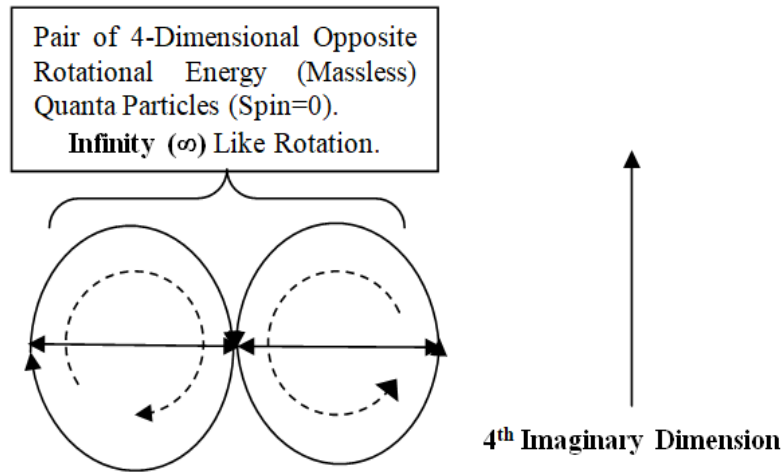 Pair of 4-Dimensional Opposite
Rotational Energy (Massless)
Quanta Particles (Spin=0).
Infinity (∞) Like Rotation.
4th Imaginary Dimension